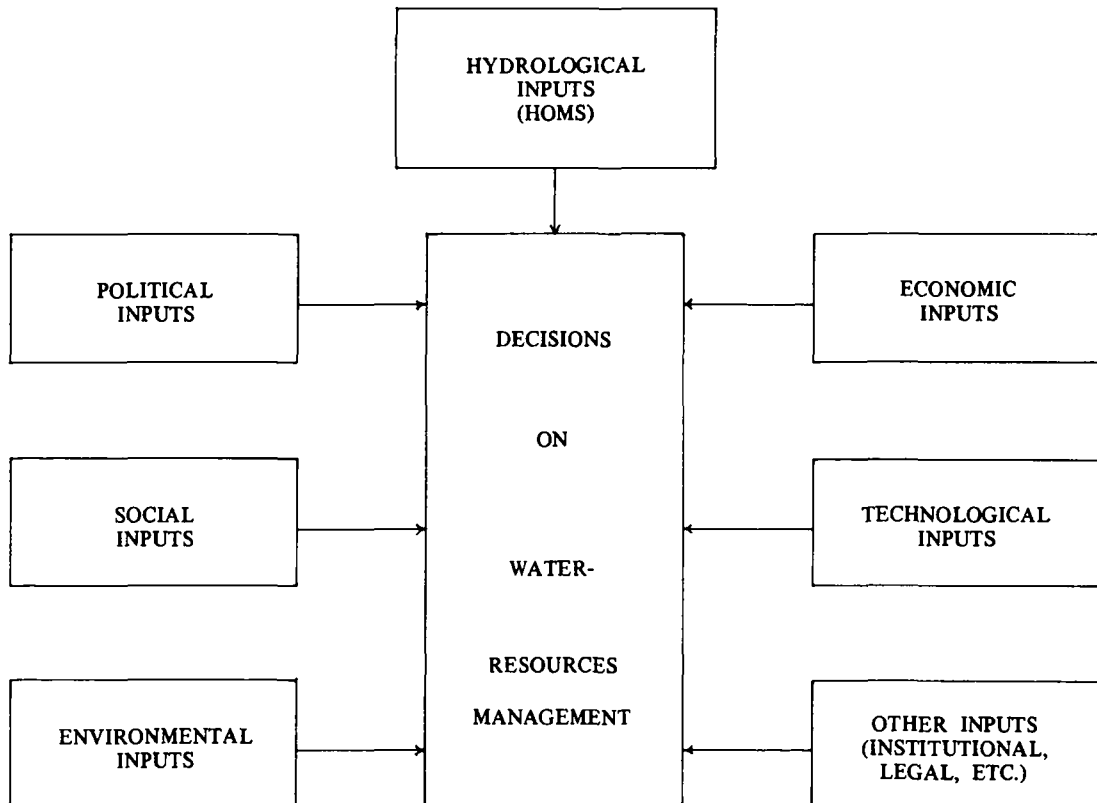 HYDROLOGICAL
INPUTS
(HOMS)
POLITICAL
INPUTS
SOCIAL
INPUTS
ENVIRONMENTAL
INPUTS
DECISIONS
ON
WATER-
RESOURCES
MANAGEMENT
ECONOMIC
INPUTS
TECHNOLOGICAL
INPUTS
OTHER INPUTS
(INSTITUTIONAL,
LEGAL, ETC.)